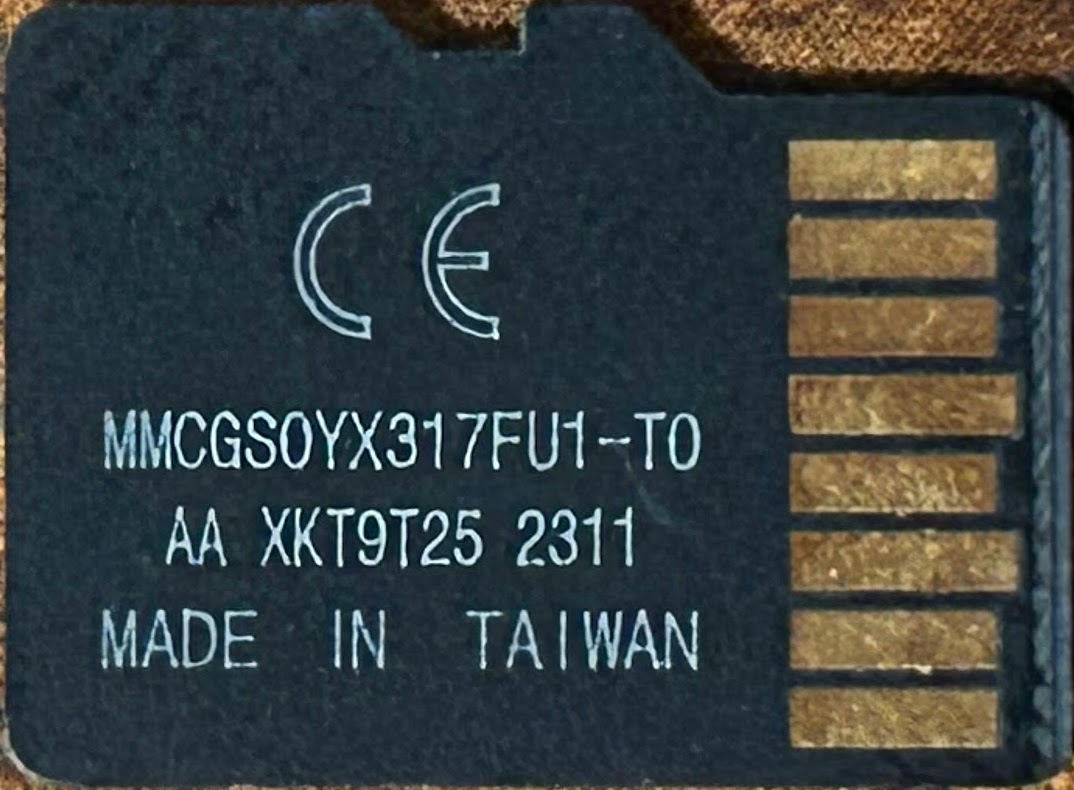 CE
MMCGS0YX317FU1-T0
AA XKT9T25 2311
MADE IN TAIWAN